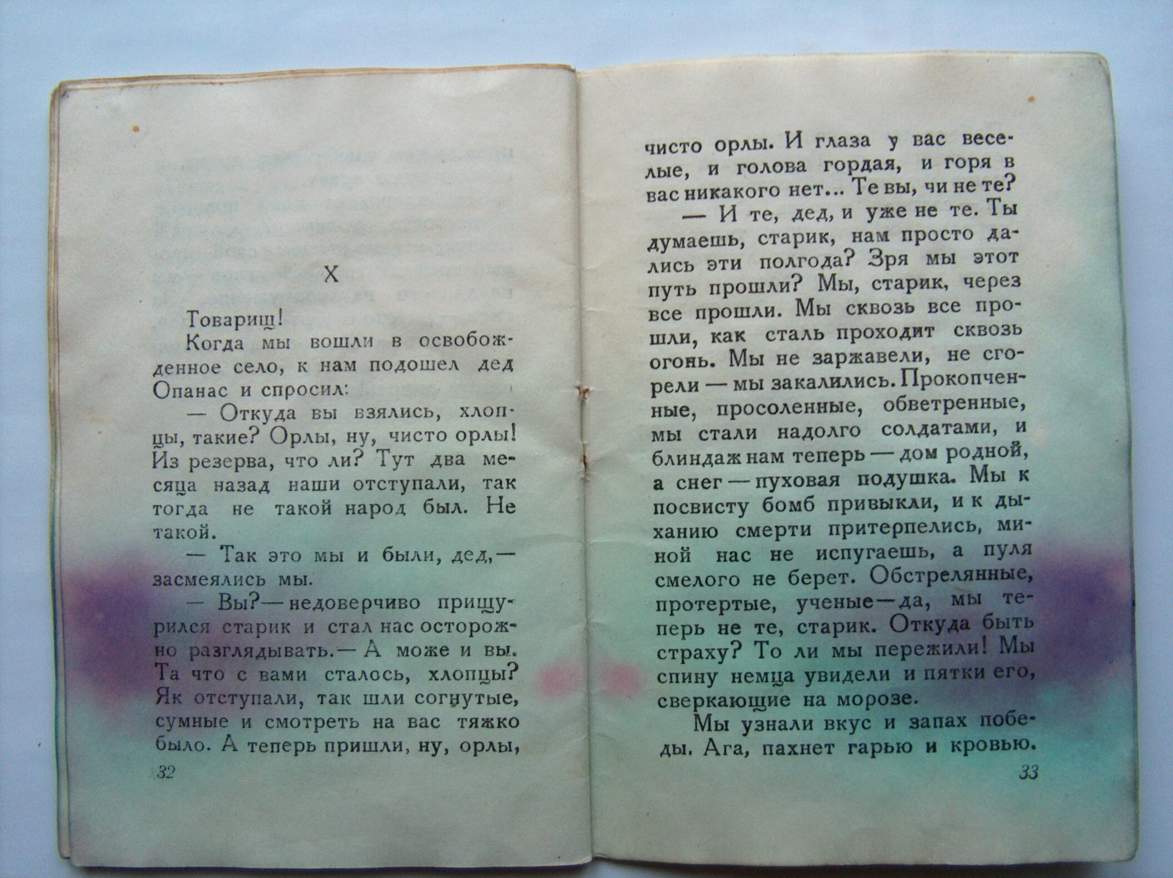 X
Товарищ!
Когда мы вошли в освобож-
денное село, к нам подошел дед
Опанас и спросил:
— Откуда вы взялись, хлоп-
цы, такие? Орлы, ну, чисто орлы!
Из резерва, что ли? Тут два ме-
сяца назад наши отступали, так
тогда не такой народ был. Не
такой.
— Так это мы и были, дед,—
засмеялись мы.
— Вы?—недоверчиво прищу-
рился старик и стал нас осторож-
но разглядывать.— А може и вы.
Та что с вами сталось, хлопцы?
Як отступали, так шли согнутые,
сумные и смотреть на вас тяжко
было. А теперь пришли, ну, орлы,
32
чисто орлы. И глаза у вас весе-
лые, и голова гордая, и горя в
вас никакого нет... Те вы, чи не те?
— И те, дед, и уже не те. Ты
думаешь, старик, нам просто да-
лись эти полгода? Зря мы этот
путь прошли? Мы, старик, через
все прошли. Мы сквозь все про-
шли, как сталь проходит сквозь
огонь. Мы не заржавели, не сго-
рели — мы закалились. Прокопчен-
ные, просоленные, обветренные,
мы стали надолго солдатами, и
блиндаж нам теперь — дом родной,
а снег — пуховая подушка. Мы к
посвисту бомб привыкли, и к ды-
ханию смерти притерпелись, ми-
ной нас не испугаешь, а пуля
смелого не берет. Обстрелянные,
протертые, ученые—да, мы те-
перь не те, старик. Откуда быть
страху? То ли мы пережили! Мы
спину немца увидели и пятки его,
сверкающие на морозе.
Мы узнали вкус и запах побе-
ды. Ага, пахнет гарью и кровью.
33